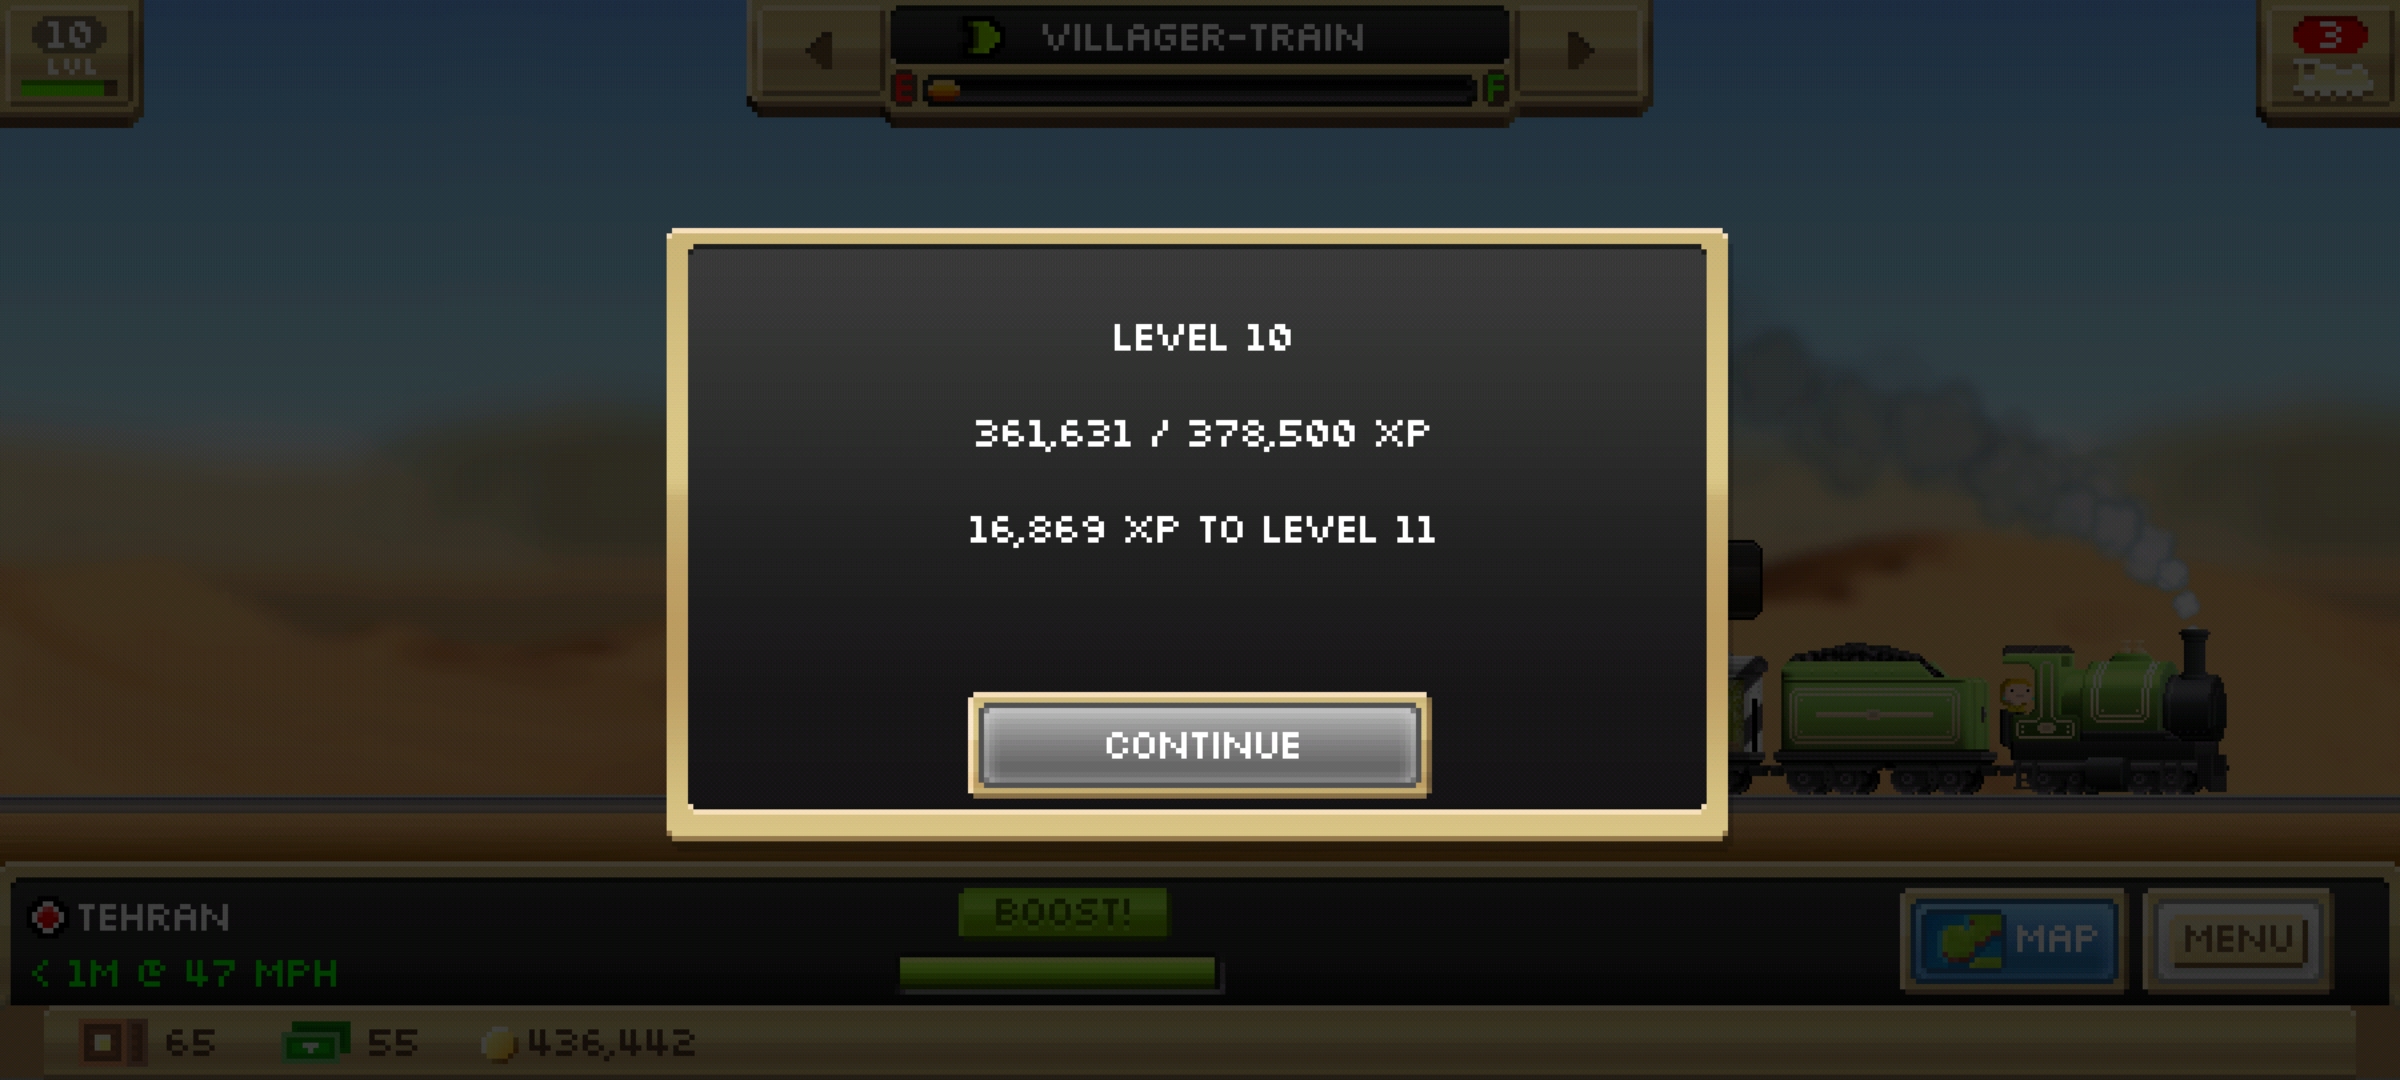 10
LVL
VILLAGER-TRAIN
E F
3
LEVEL 10
361,631 / 378,500 XP
16,869 XP TO LEVEL 11
CONTINUE
TEHRAN
< 1M @ 47 MPH
BOOST!
MAP
MENU
65
55
436,442